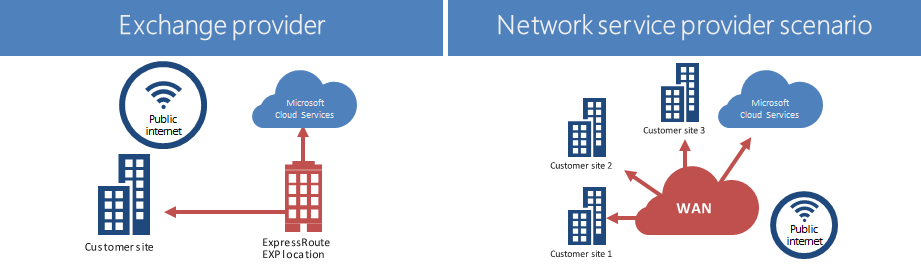 Exchange provider
Public
internet
Microsoft
Cloud Services
Customer site
ExpressRoute
EXP location
Network service provider scenario
Customer site 3
Microsoft
Cloud Services
Customer site 2
WAN
Public
internet
Customer site 1